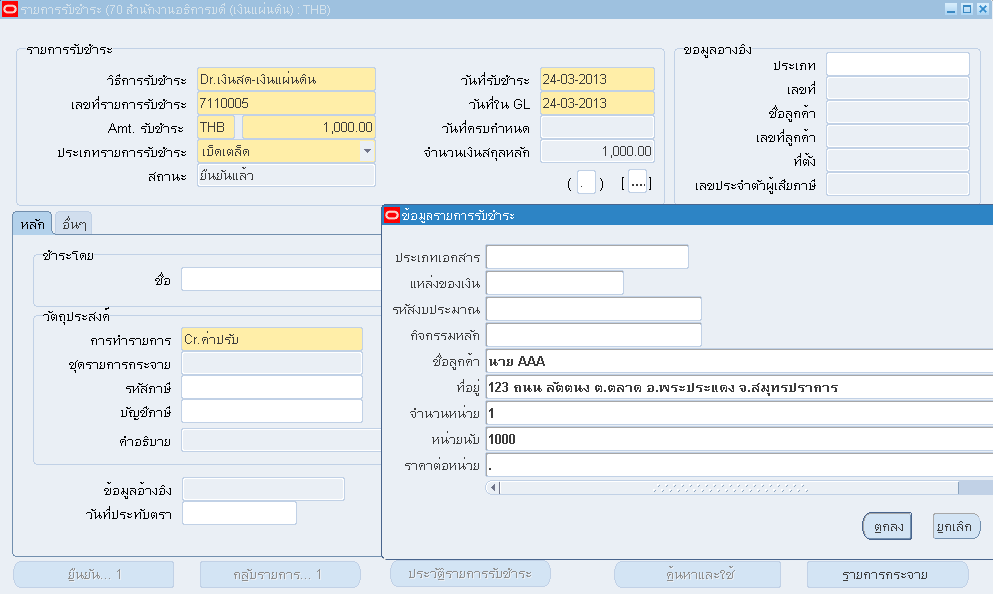 รายการรับชำระ (70 สำนักงานอธิการบดี (เงินแผ่นดิน) : THB)
รายการรับชำระ
วิธีการรับชำระ Dr.เงินสด-เงินแผ่นดิน
เลขที่รายการรับชำระ 7110005
Amt. รับชำระ THB 1,000.00
ประเภทรายการรับชำระ เบ็ดเตล็ด
สถานะ ยืนยันแล้ว
วันที่รับชำระ 24-03-2013
วันที่ใน GL 24-03-2013
วันที่ครบกำหนด
จำนวนเงินสกุลหลัก 1,000.00
( . ) [ .... ]
ข้อมูลอ้างอิง
ประเภท
เลขที่
ชื่อลูกค้า
เลขที่ลูกค้า
ที่ตั้ง
เลขประจำตัวผู้เสียภาษี
หลัก อื่นๆ
ชำระโดย
ชื่อ
วัตถุประสงค์
การทำรายการ Cr.ค่าปรับ
ชุดรายการกระจาย
รหัสภาษี
บัญชีภาษี
คำอธิบาย
ข้อมูลอ้างอิง
วันที่ประทับตรา
ข้อมูลรายการรับชำระ
ประเภทเอกสาร
แหล่งของเงิน
รหัสงบประมาณ
กิจกรรมหลัก
ชื่อลูกค้า นาย AAA
ที่อยู่ 123 ถนน ลัตตนง ต.ตลาด อ.พระประแดง จ.สมุทรปราการ
จำนวนหน่วย 1
หน่วยนับ 1000
ราคาต่อหน่วย .
ตกลง ยกเลิก
ยืนยัน... 1 กลับรายการ... 1 ประวัติรายการรับชำระ ค้นหาและใช้ รายการกระจาย